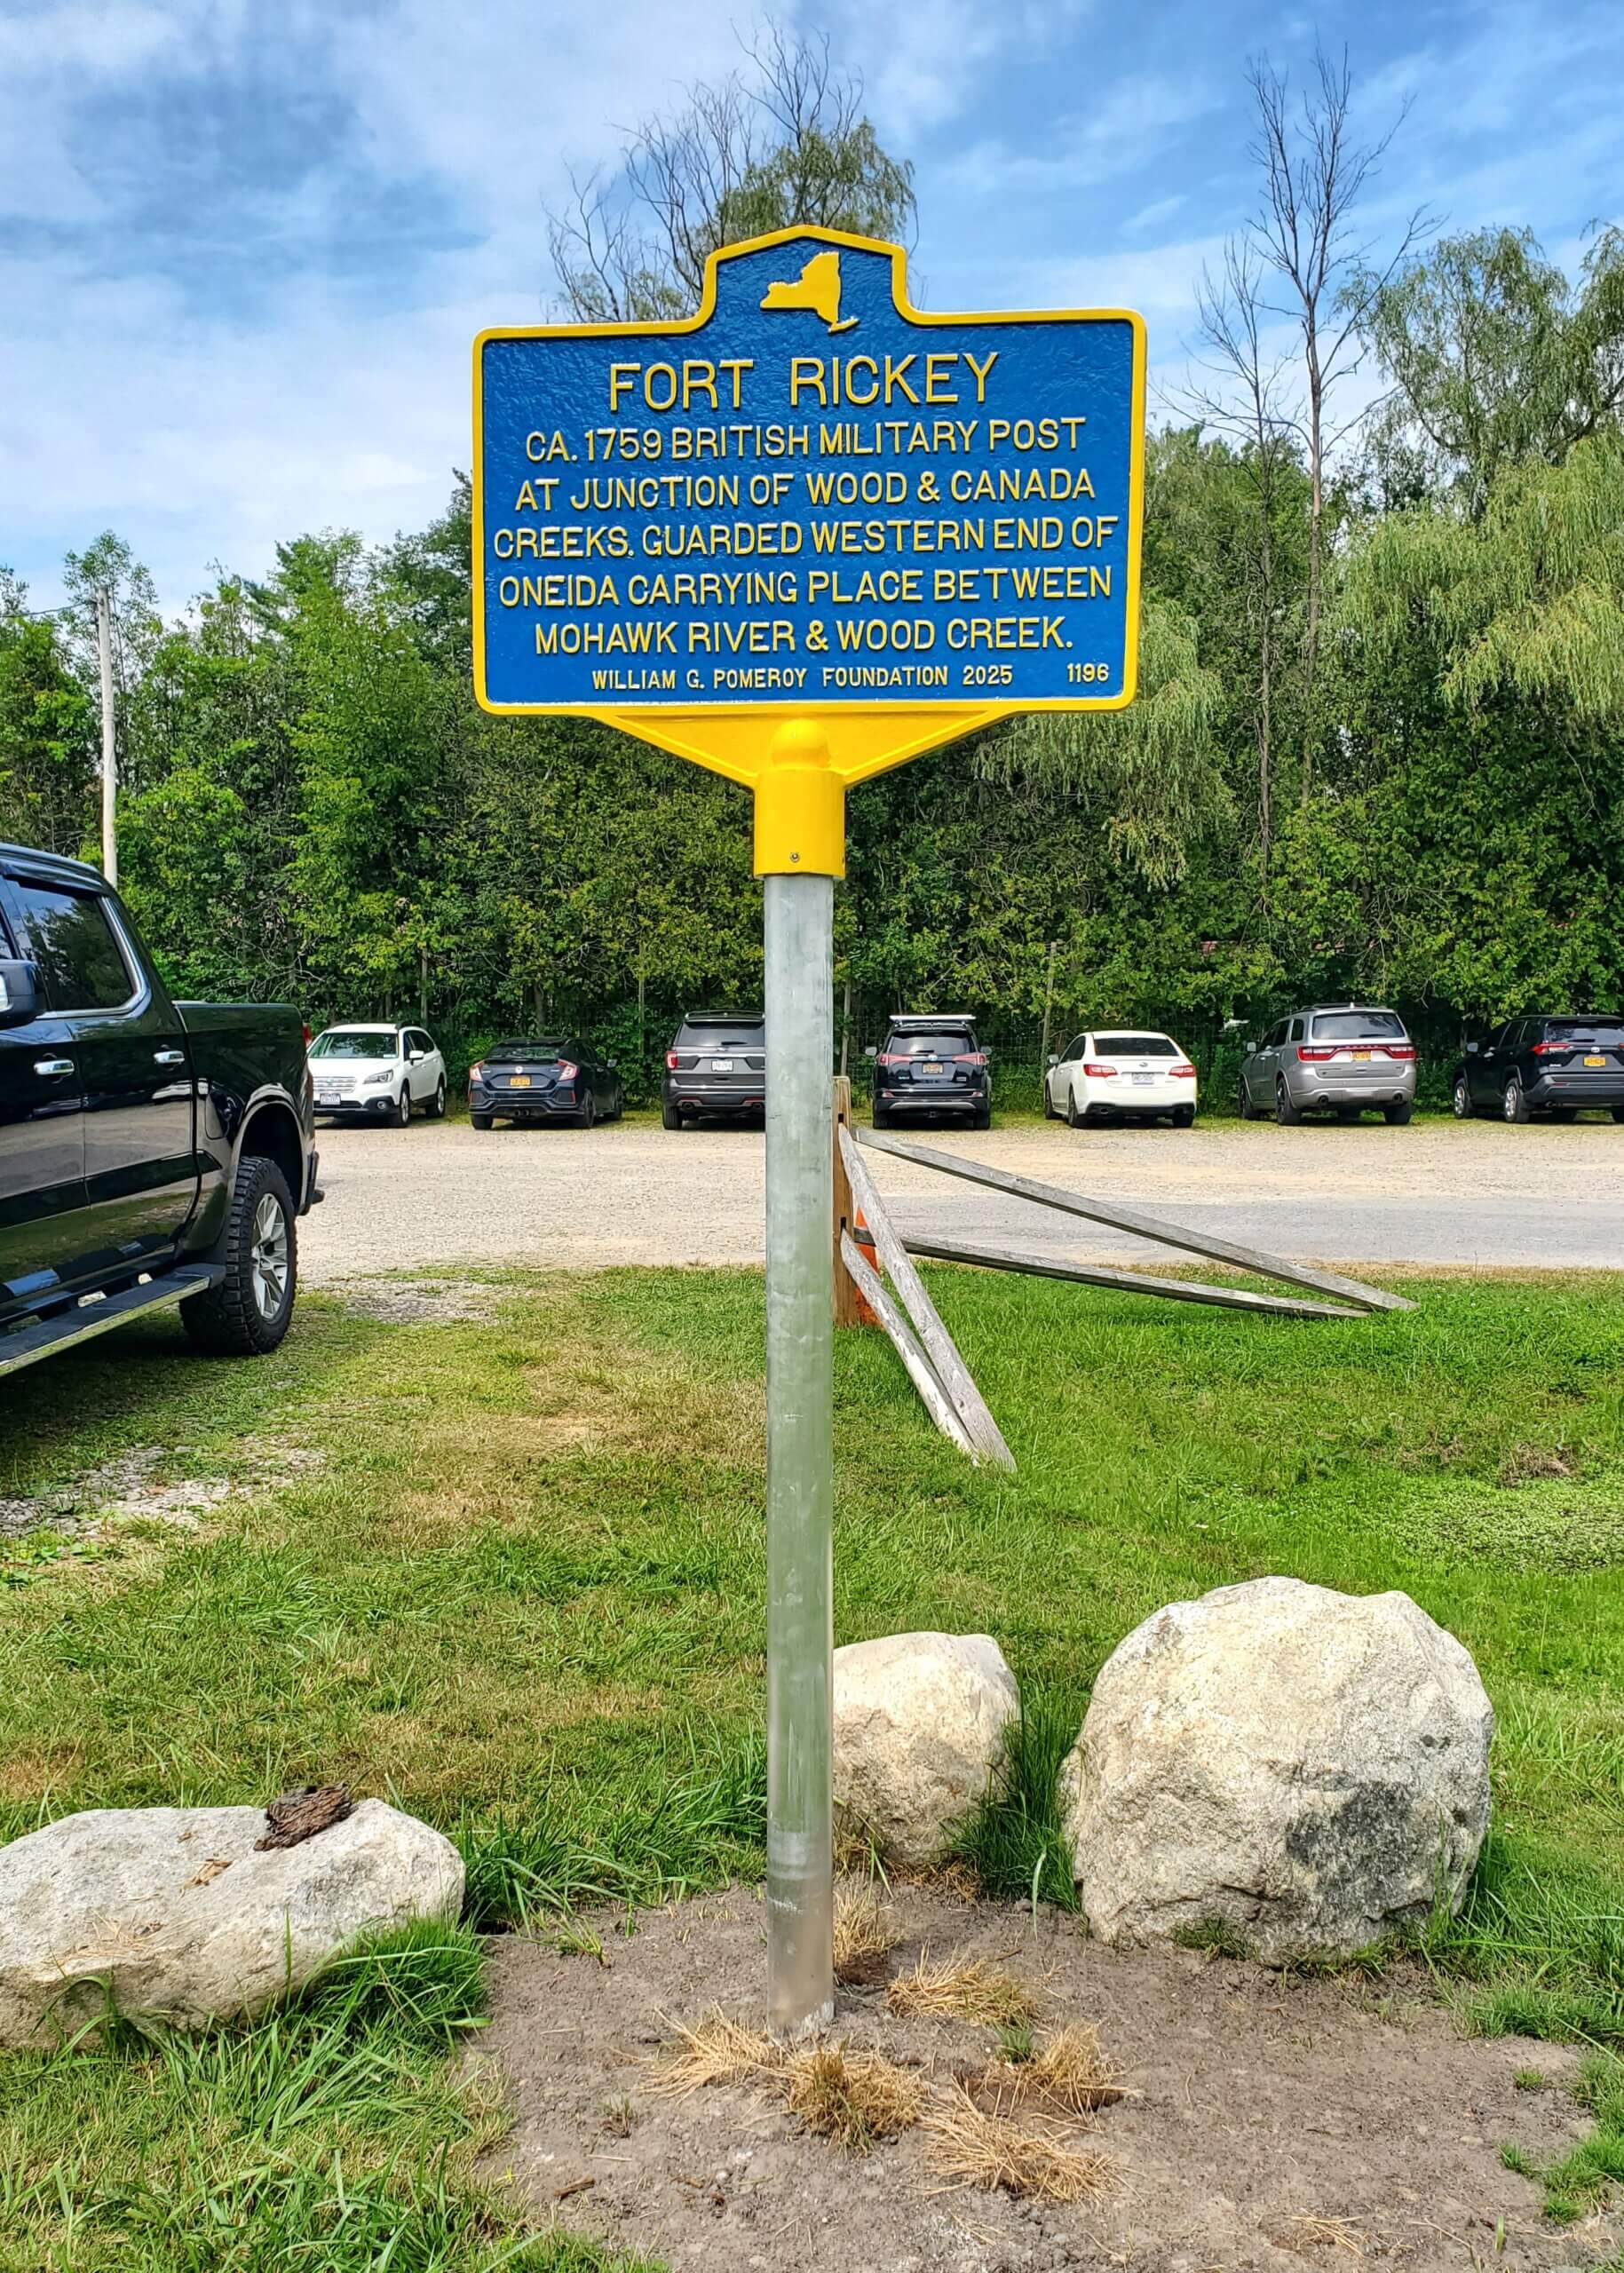 FORT RICKEY
CA. 1759 BRITISH MILITARY POST
AT JUNCTION OF WOOD & CANADA
CREEKS. GUARDED WESTERN END OF
ONEIDA CARRYING PLACE BETWEEN
MOHAWK RIVER & WOOD CREEK.
WILLIAM G. POMEROY FOUNDATION 2025 1196